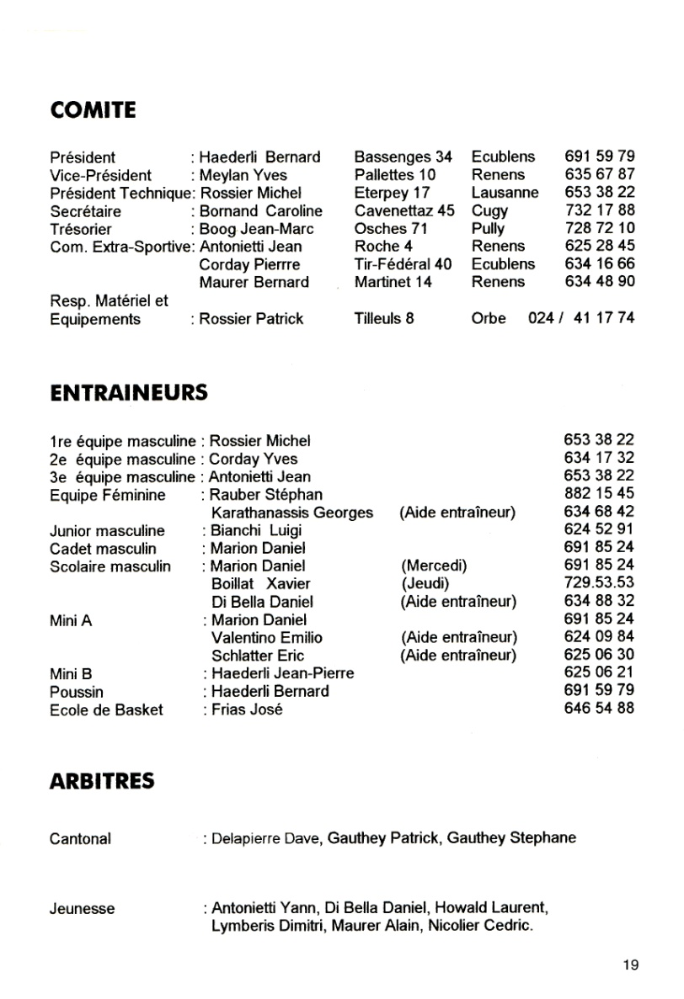 COMITE
Président : Haederli Bernard Bassenges 34 Ecublens 691 59 79
Vice-Président : Meylan Yves Pallettes 10 Renens 635 67 87
Président Technique: Rossier Michel Eterpey 17 Lausanne 653 38 22
Secrétaire : Bornand Caroline Cavenettaz 45 Cugy 732 17 88
Trésorier : Boog Jean-Marc Osches 71 Pully 728 72 10
Com. Extra-Sportive: Antonietti Jean Roche 4 Renens 625 28 45
Corday Pierrre Tir-Fédéral 40 Ecublens 634 16 66
Maurer Bernard Martinet 14 Renens 634 48 90
Resp. Matériel et
Equipements : Rossier Patrick Tilleuls 8 Orbe 024 / 41 17 74
ENTRAINEURS
1re équipe masculine : Rossier Michel 653 38 22
2e équipe masculine : Corday Yves 634 17 32
3e équipe masculine : Antonietti Jean 653 38 22
Equipe Féminine : Rauber Stéphan 882 15 45
Karathanassis Georges (Aide entraîneur) 634 68 42
Junior masculine : Bianchi Luigi 624 52 91
Cadet masculin : Marion Daniel 691 85 24
Scolaire masculin : Marion Daniel (Mercedi) 691 85 24
Boillat Xavier (Jeudi) 729.53.53
Di Bella Daniel (Aide entraîneur) 634 88 32
Mini A : Marion Daniel 691 85 24
Valentino Emilio (Aide entraîneur) 624 09 84
Schlatter Eric (Aide entraîneur) 625 06 30
Mini B : Haederli Jean-Pierre 625 06 21
Poussin : Haederli Bernard 691 59 79
Ecole de Basket : Frias José 646 54 88
ARBITRES
Cantonal : Delapierre Dave, Gauthey Patrick, Gauthey Stephane
Jeunesse : Antonietti Yann, Di Bella Daniel, Howald Laurent,
Lymberis Dimitri, Maurer Alain, Nicolier Cedric.
19